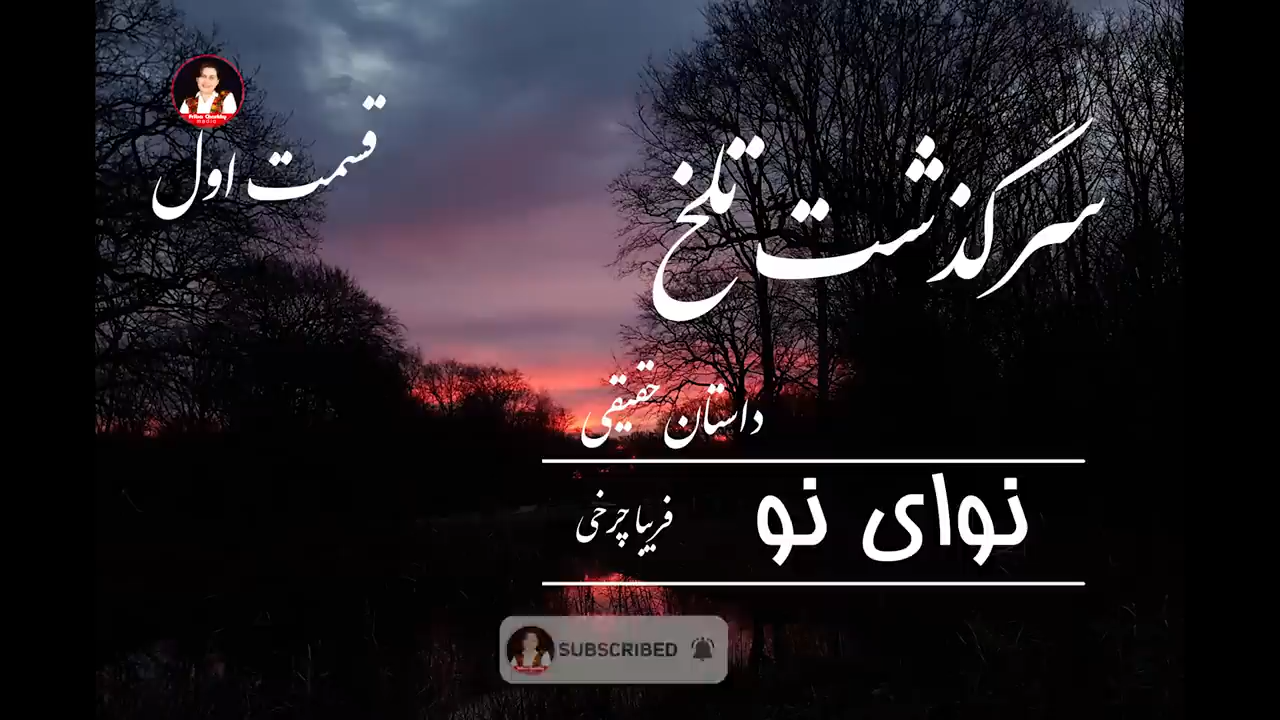 سرگذشت تلخ
قسمت اول
داستان حقیقی
نوای نو
فریبا چرخی
SUBSCRIBED